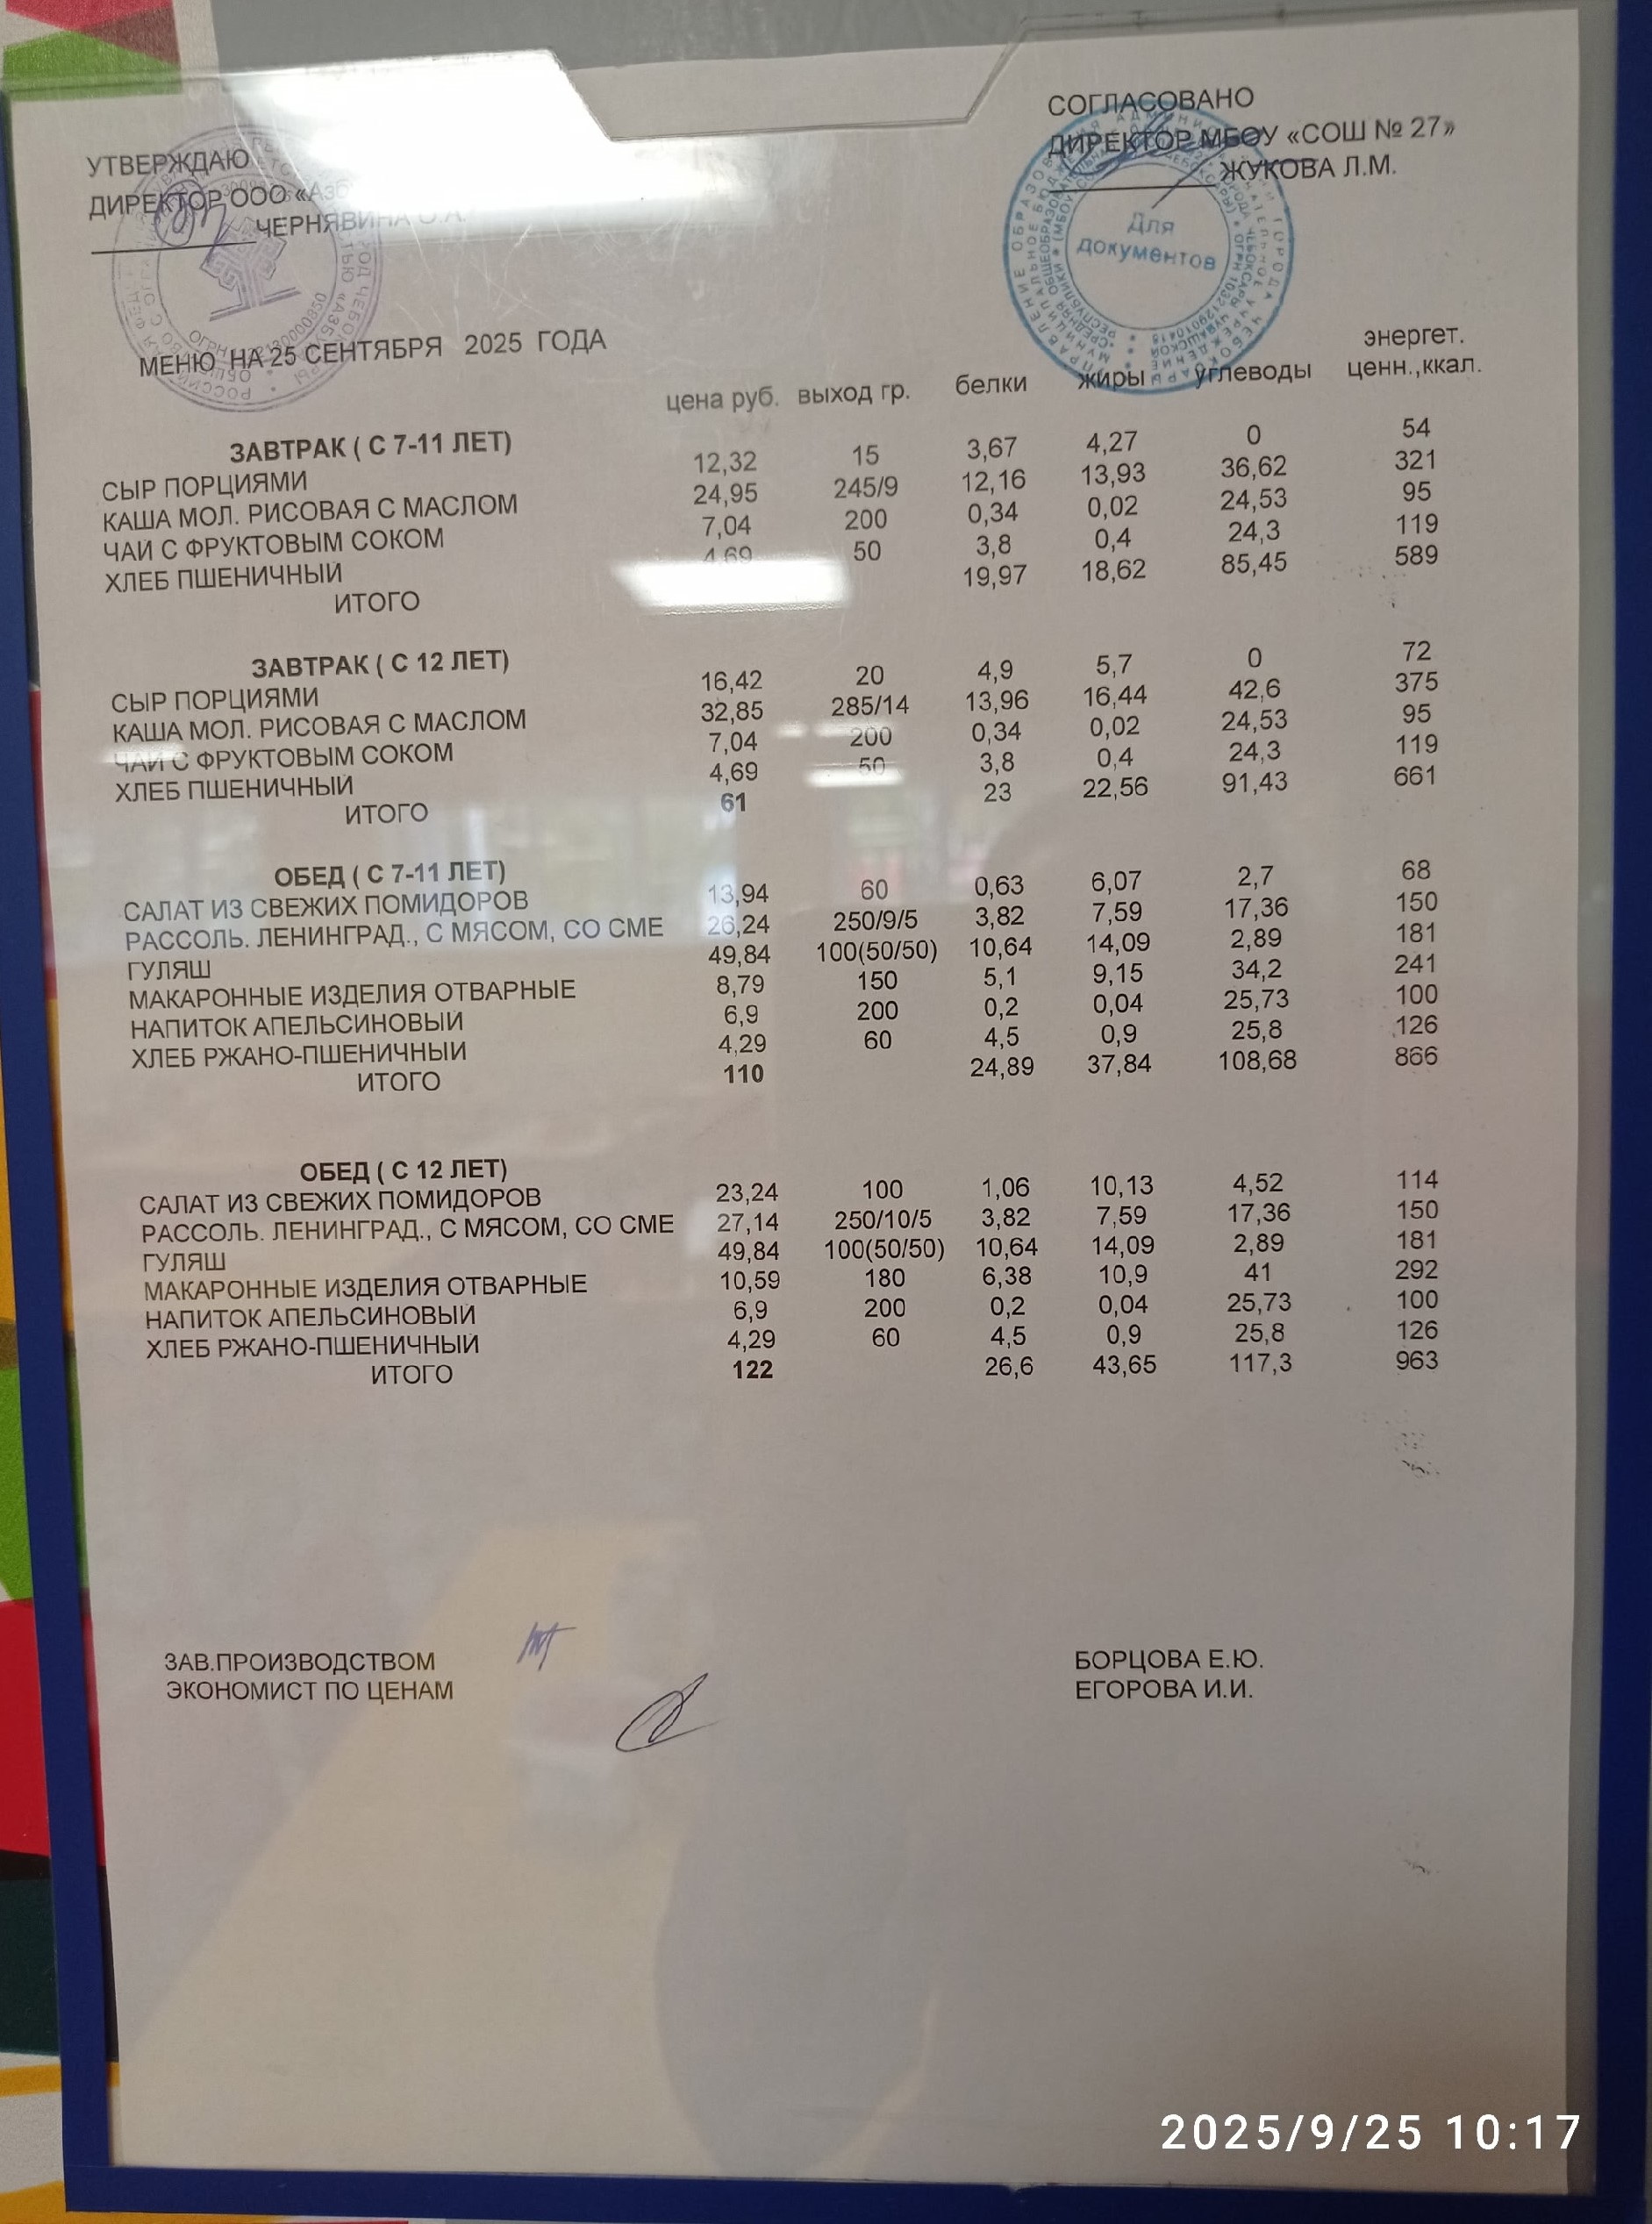 СОГЛАСОВАНО
ДИРЕКТОР МБОУ «СОШ № 27»
ЖУКОВА Л.М.
УТВЕРЖДАЮ
ДИРЕКТОР ООО «Азб
ЧЕРНЯВИНА О.А.
Для
документов
МЕНЮ НА 25 СЕНТЯБРЯ 2025 ГОДА
цена руб. выход гр. белки жиры углеводы энергет. ценн.,ккал.
ЗАВТРАК ( С 7-11 ЛЕТ)
СЫР ПОРЦИЯМИ 12,32 15 3,67 4,27 0 54
КАША МОЛ. РИСОВАЯ С МАСЛОМ 24,95 245/9 12,16 13,93 36,62 321
ЧАЙ С ФРУКТОВЫМ СОКОМ 7,04 200 0,34 0,02 24,53 95
ХЛЕБ ПШЕНИЧНЫЙ 4,69 50 3,8 0,4 24,3 119
ИТОГО 19,97 18,62 85,45 589
ЗАВТРАК ( С 12 ЛЕТ)
СЫР ПОРЦИЯМИ 16,42 20 4,9 5,7 0 72
КАША МОЛ. РИСОВАЯ С МАСЛОМ 32,85 285/14 13,96 16,44 42,6 375
ЧАЙ С ФРУКТОВЫМ СОКОМ 7,04 200 0,34 0,02 24,53 95
ХЛЕБ ПШЕНИЧНЫЙ 4,69 50 3,8 0,4 24,3 119
ИТОГО 61 23 22,56 91,43 661
ОБЕД ( С 7-11 ЛЕТ)
САЛАТ ИЗ СВЕЖИХ ПОМИДОРОВ 13,94 60 0,63 6,07 2,7 68
РАССОЛЬ. ЛЕНИНГРАД., С МЯСОМ, СО СМЕ 26,24 250/9/5 3,82 7,59 17,36 150
ГУЛЯШ 49,84 100(50/50) 10,64 14,09 2,89 181
МАКАРОННЫЕ ИЗДЕЛИЯ ОТВАРНЫЕ 8,79 150 5,1 9,15 34,2 241
НАПИТОК АПЕЛЬСИНОВЫЙ 6,9 200 0,2 0,04 25,73 100
ХЛЕБ РЖАНО-ПШЕНИЧНЫЙ 4,29 60 4,5 0,9 25,8 126
ИТОГО 110 24,89 37,84 108,68 866
ОБЕД ( С 12 ЛЕТ)
САЛАТ ИЗ СВЕЖИХ ПОМИДОРОВ 23,24 100 1,06 10,13 4,52 114
РАССОЛЬ. ЛЕНИНГРАД., С МЯСОМ, СО СМЕ 27,14 250/10/5 3,82 7,59 17,36 150
ГУЛЯШ 49,84 100(50/50) 10,64 14,09 2,89 181
МАКАРОННЫЕ ИЗДЕЛИЯ ОТВАРНЫЕ 10,59 180 6,38 10,9 41 292
НАПИТОК АПЕЛЬСИНОВЫЙ 6,9 200 0,2 0,04 25,73 100
ХЛЕБ РЖАНО-ПШЕНИЧНЫЙ 4,29 60 4,5 0,9 25,8 126
ИТОГО 122 26,6 43,65 117,3 963
ЗАВ.ПРОИЗВОДСТВОМ БОРЦОВА Е.Ю.
ЭКОНОМИСТ ПО ЦЕНАМ ЕГОРОВА И.И.
2025/9/25 10:17